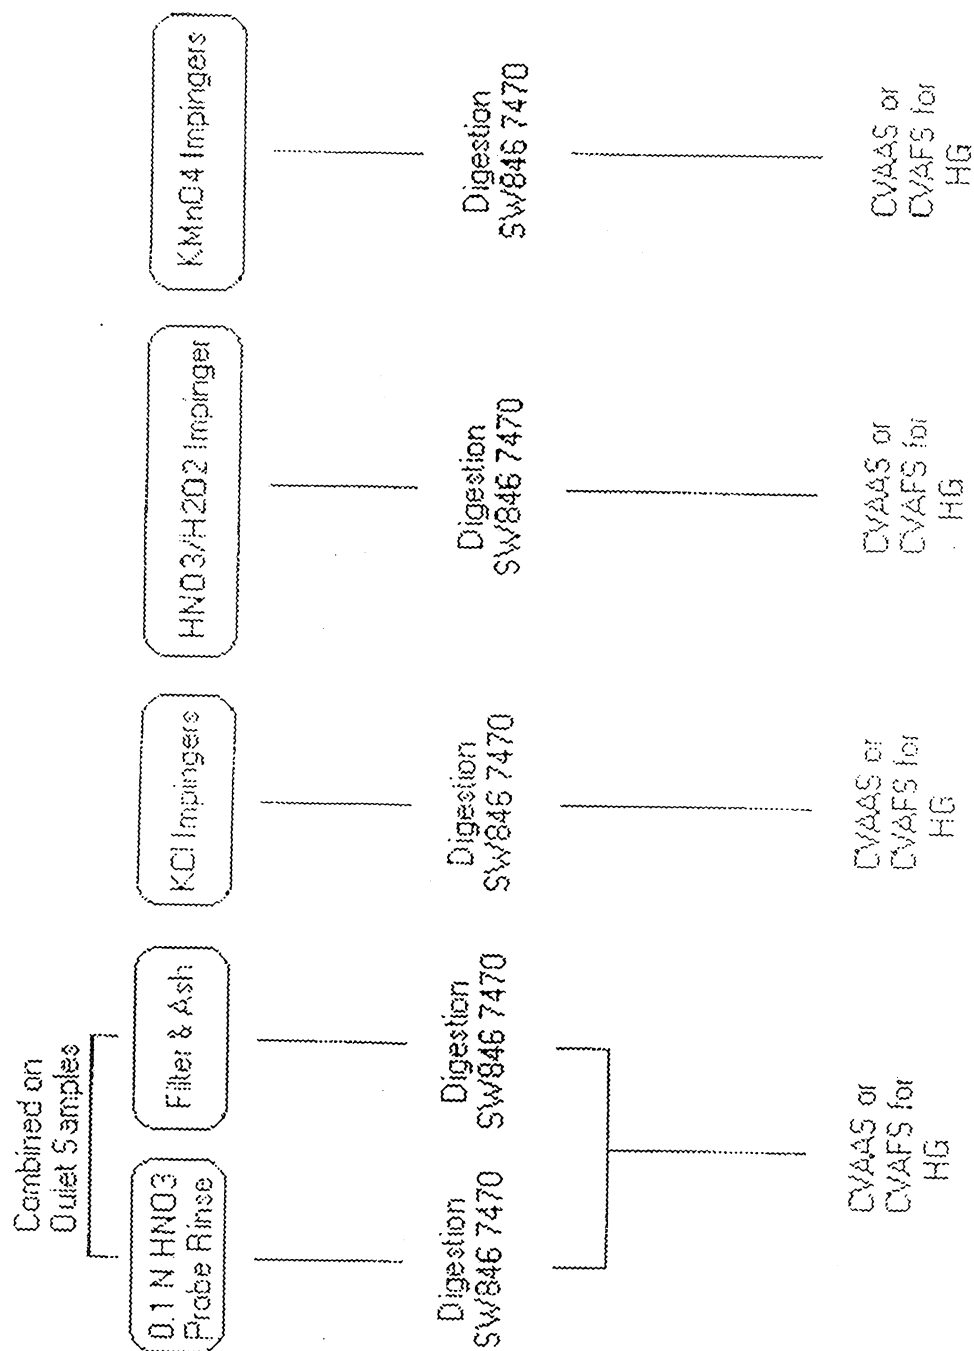 Combined on
Quiet Samples
0.1 N HNO3
Probe Rinse
Filter & Ash
KCl Impingers
HNO3/H2O2 Impinger
KMnO4 Impingers
Digestion
SW846 7470
Digestion
SW846 7470
Digestion
SW846 7470
Digestion
SW846 7470
Digestion
SW846 7470
CVAAS or
CVAFS for
HG
CVAAS or
CVAFS for
HG
CVAAS or
CVAFS for
HG
CVAAS or
CVAFS for
HG